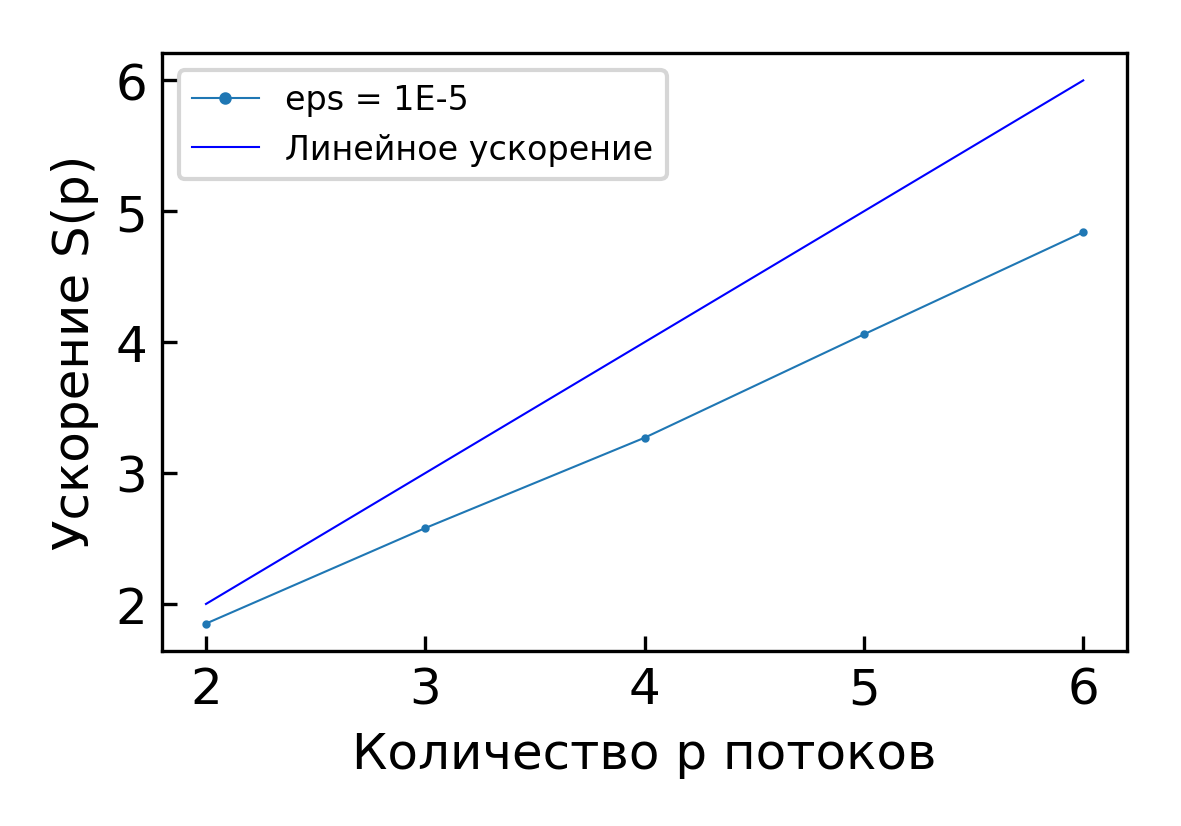 Ускорение S(p)
6
5
4
3
2
eps = 1E-5
Линейное ускорение
2 3 4 5 6
Количество p потоков